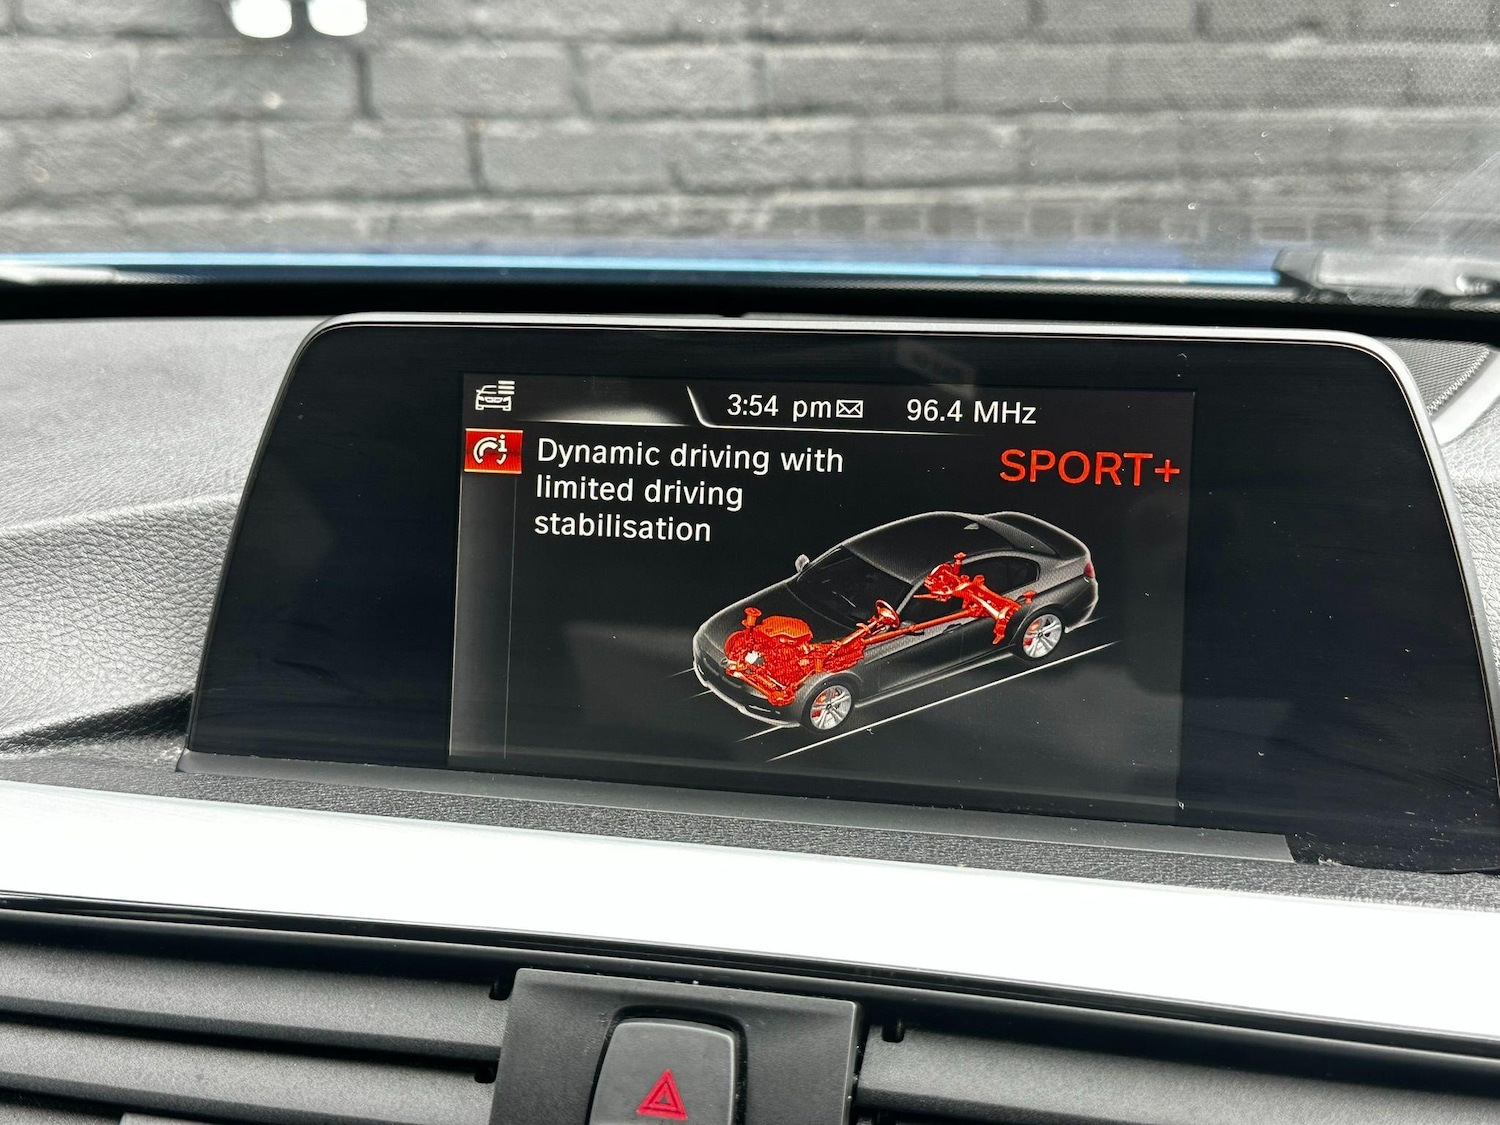 3:54 pm 96.4 MHz
Dynamic driving with
limited driving
stabilisation
SPORT+